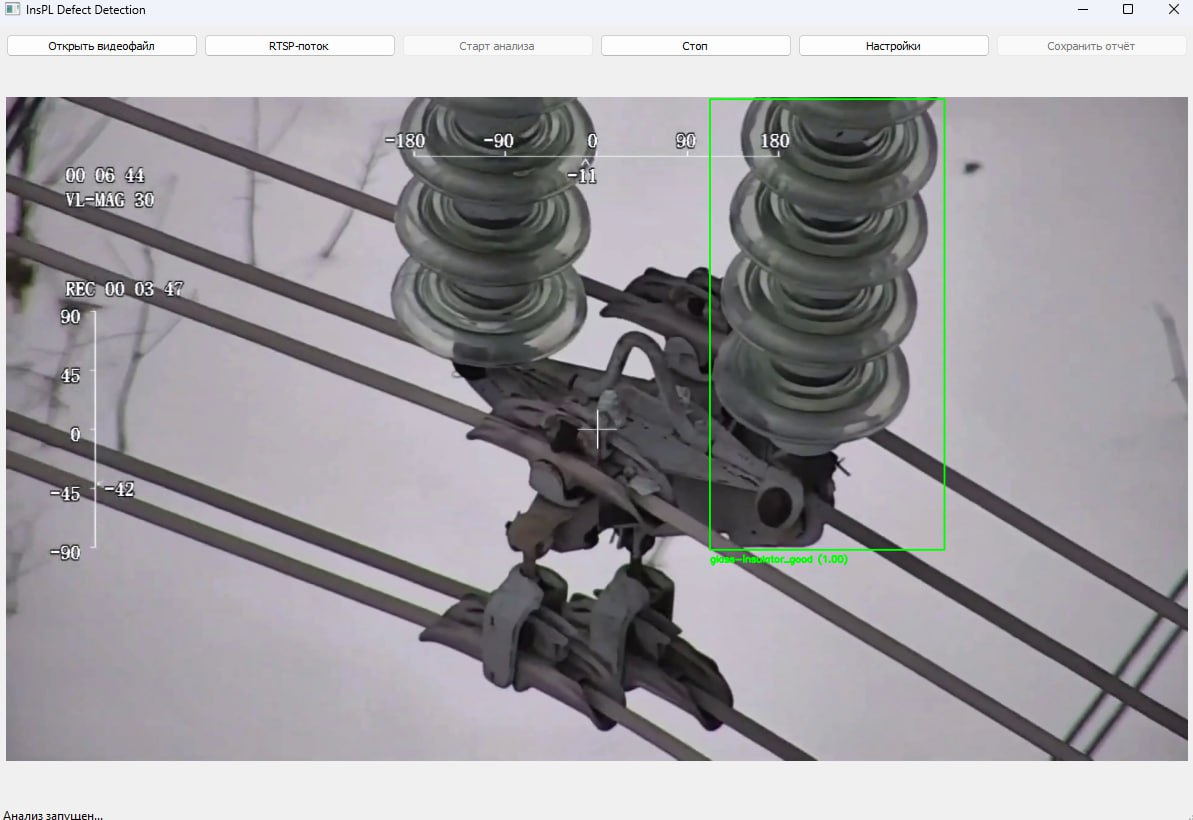 InsPL Defect Detection
Открыть видеофайл
RTSP-поток
Старт анализа
Стоп
Настройки
Сохранить отчёт
-180 -90 0 90 180
-11
00 06 44
VL-MAG 30
REC 00 03 47
90
45
0
-45
-42
-90
glass-insulator_good (1.00)
Анализ запущен...